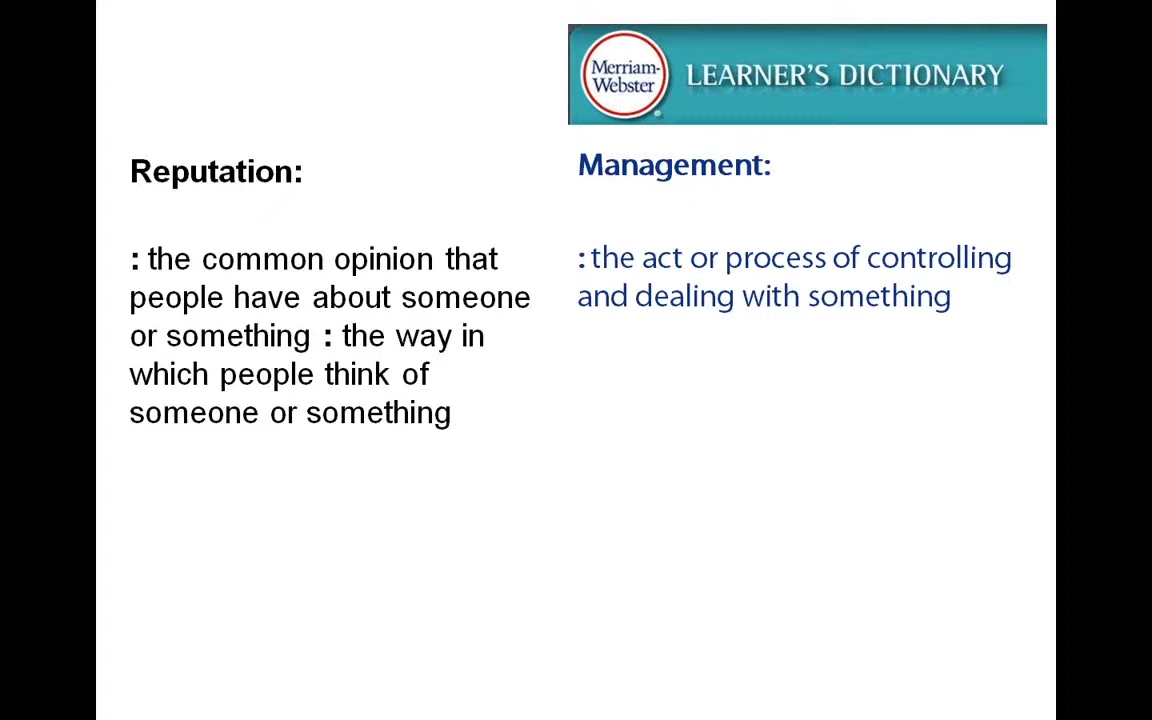 Merriam-
Webster
LEARNER'S DICTIONARY
Reputation:
: the common opinion that
people have about someone
or something : the way in
which people think of
someone or something
Management:
: the act or process of controlling
and dealing with something